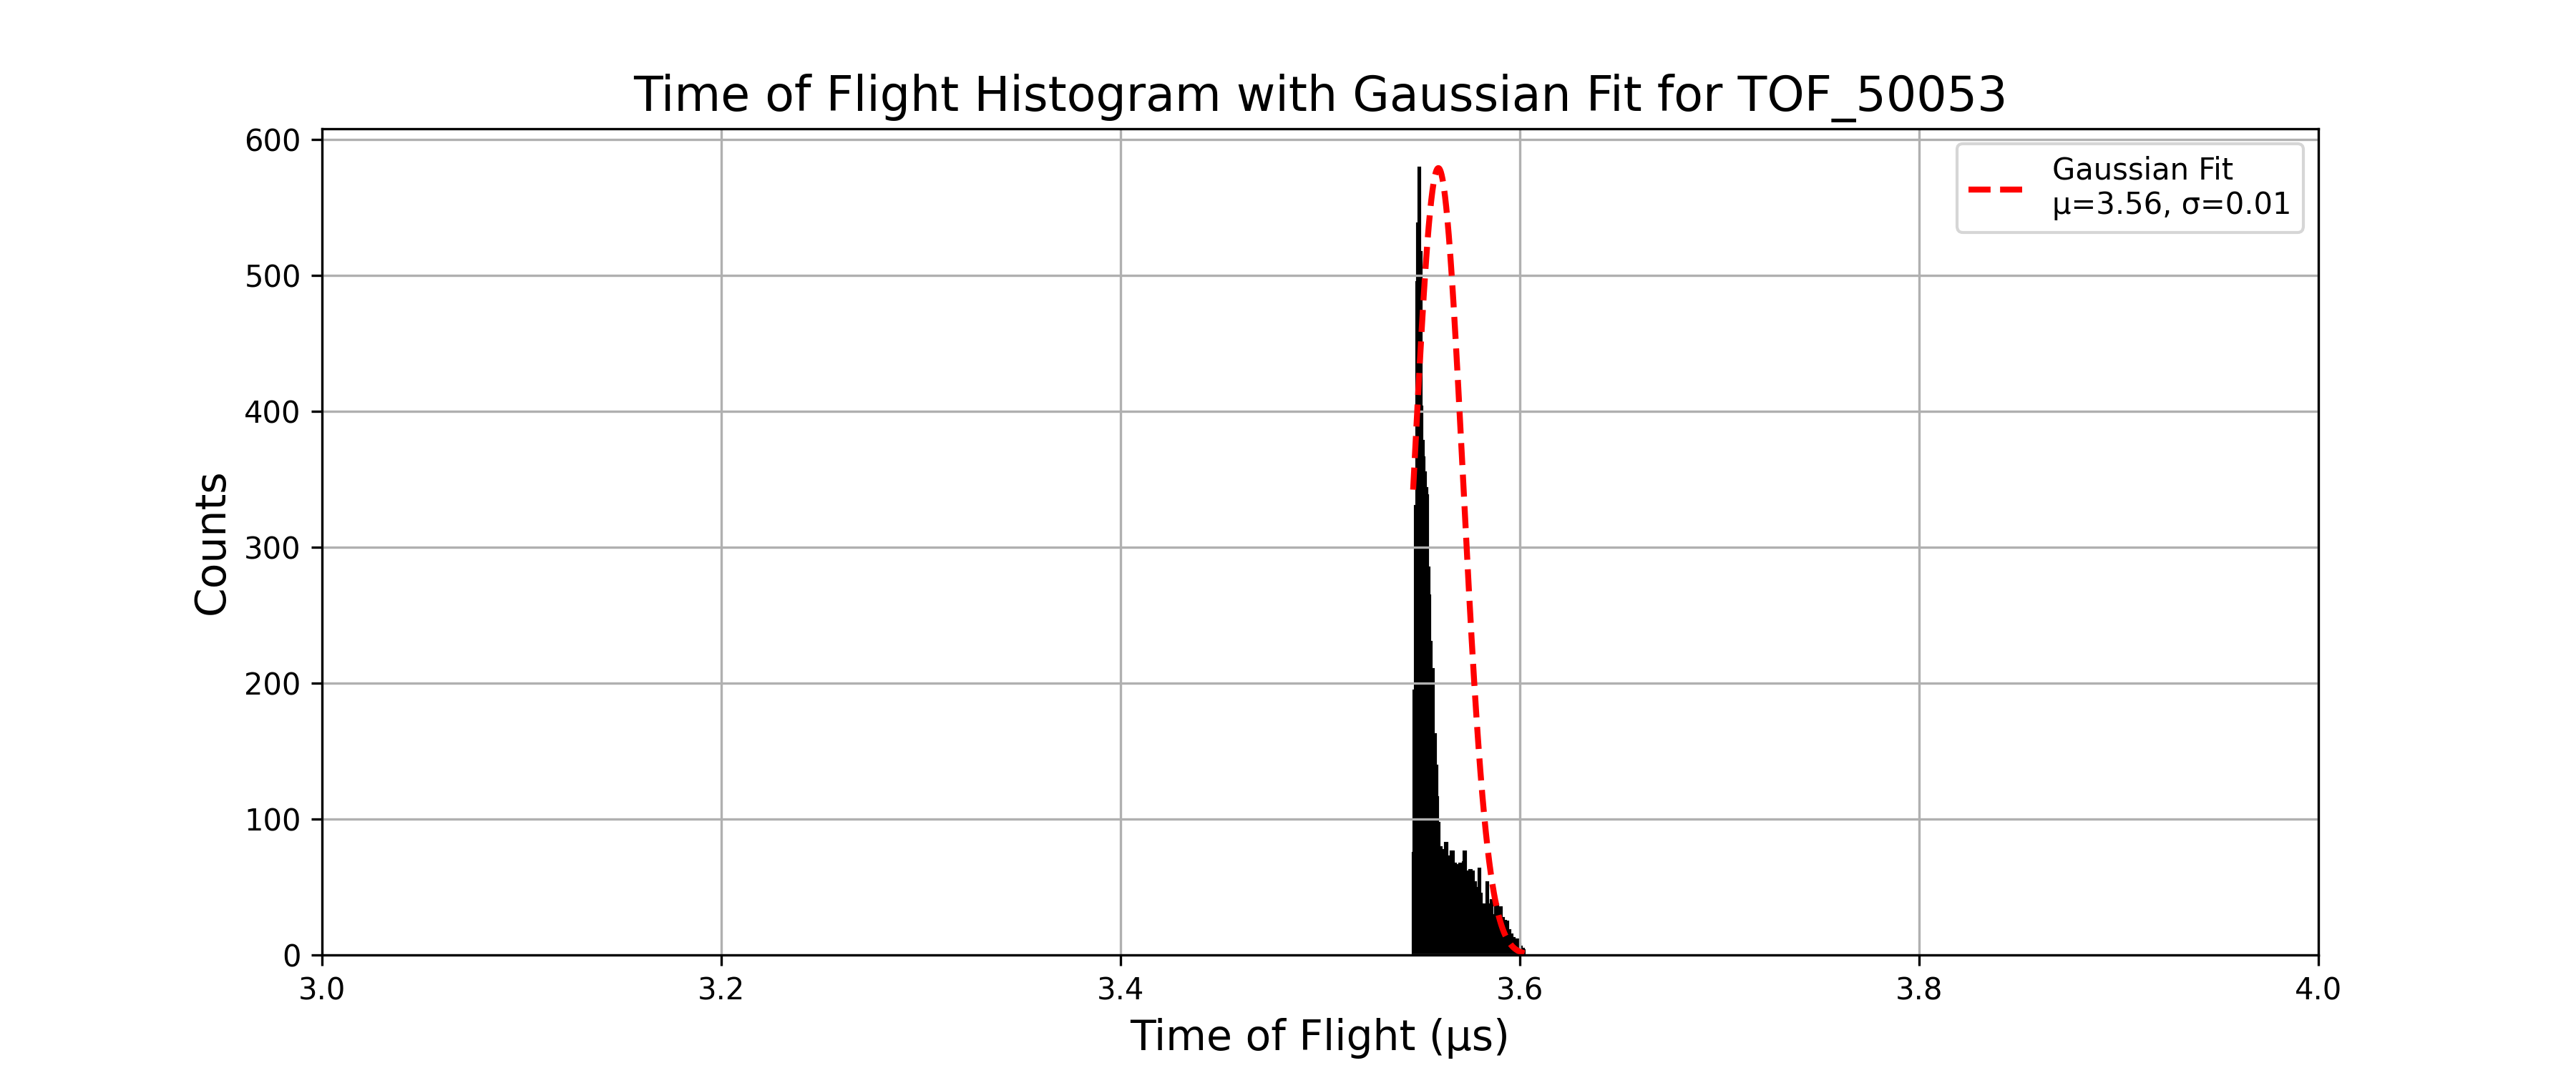 Time of Flight Histogram with Gaussian Fit for TOF_50053
600
500
400
300
200
100
0
Counts
Gaussian Fit
μ=3.56, σ=0.01
3.0 3.2 3.4 3.6 3.8 4.0
Time of Flight (μs)